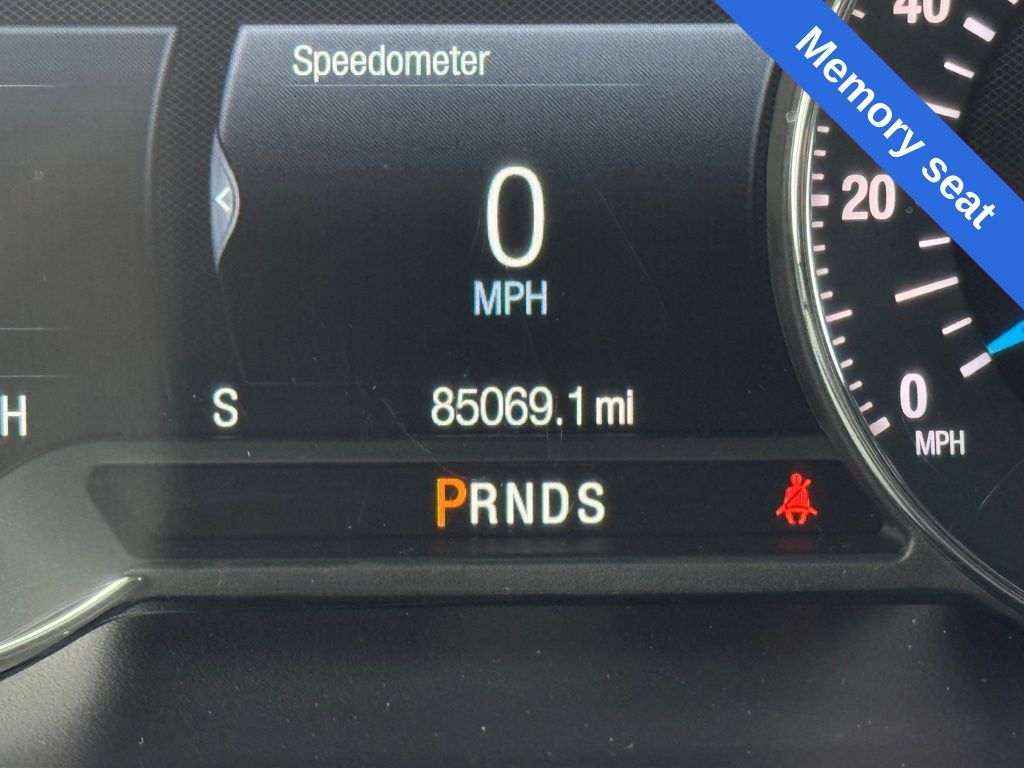 Speedometer
40
Memory seat
20
0
MPH
0
MPH
H
S
85069.1 mi
PRNDS